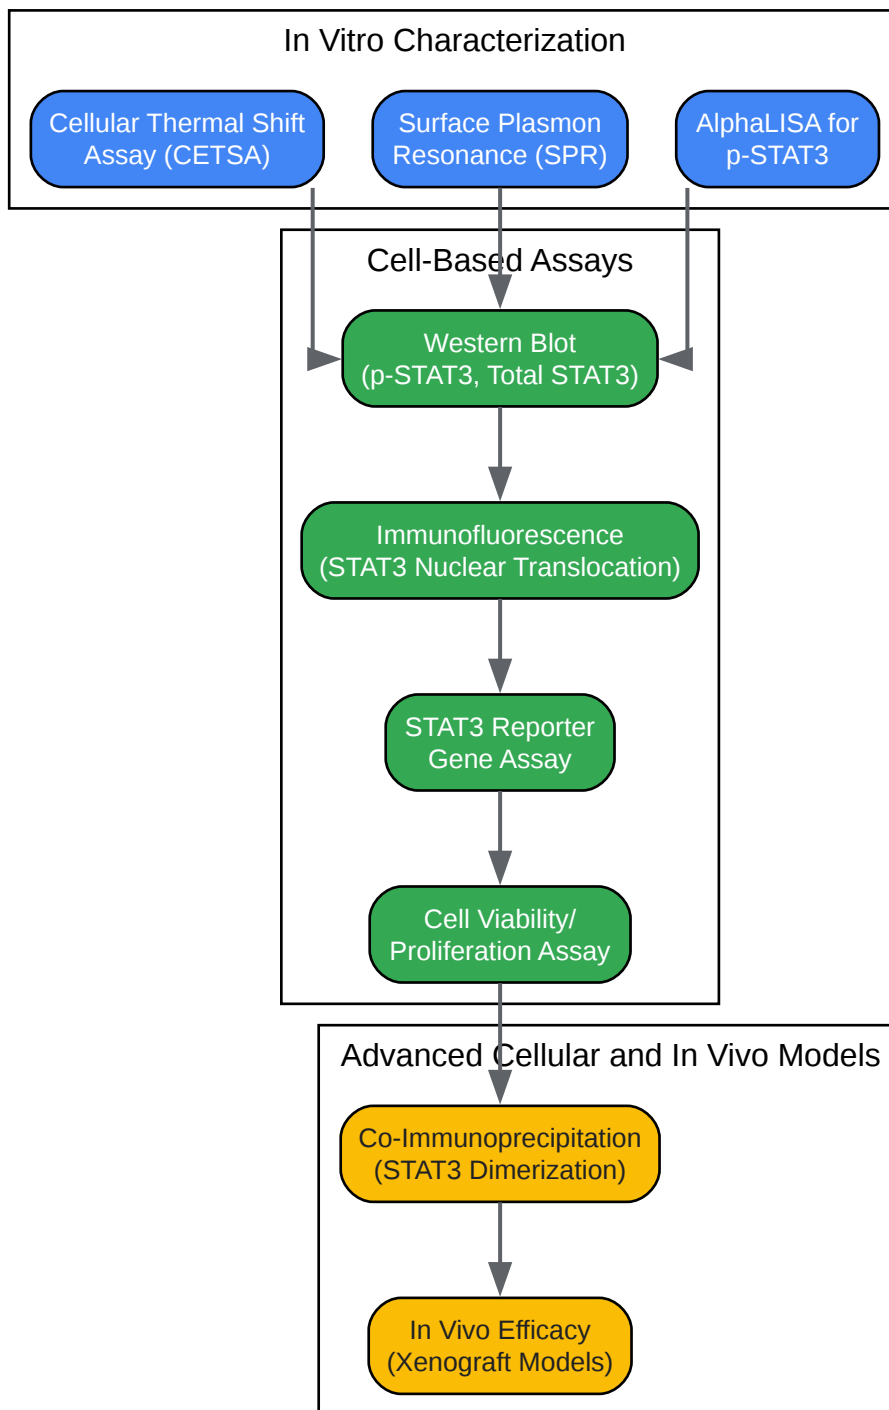 In Vitro Characterization
Cellular Thermal Shift
Assay (CETSA)
Surface Plasmon
Resonance (SPR)
AlphaLISA for
p-STAT3
Cell-Based Assays
Western Blot
(p-STAT3, Total STAT3)
Immunofluorescence
(STAT3 Nuclear Translocation)
STAT3 Reporter
Gene Assay
Cell Viability/
Proliferation Assay
Advanced Cellular and In Vivo Models
Co-Immunoprecipitation
(STAT3 Dimerization)
In Vivo Efficacy
(Xenograft Models)